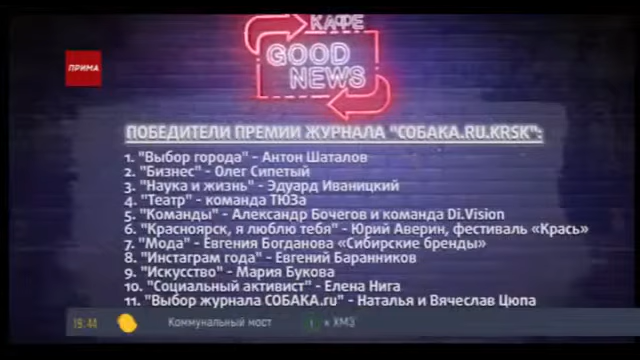 КАФЕ
GOOD
NEWS
ПРИМА
ПОБЕДИТЕЛИ ПРЕМИИ ЖУРНАЛА "СОБАКА.RU.KRSK":
1. "Выбор города" - Антон Шаталов
2. "Бизнес" - Олег Сипетый
3. "Наука и жизнь" - Эдуард Иваницкий
4. "Театр" - команда ТЮЗа
5. "Команды" - Александр Бочегов и команда Di.Vision
6. "Красноярск, я люблю тебя" - Юрий Аверин, фестиваль «Крась»
7. "Мода" - Евгения Богданова «Сибирские бренды»
8. "Инстаграм года" - Евгений Баранников
9. "Искусство" - Мария Букова
10. "Социальный активист" - Елена Нига
11. "Выбор журнала СОБАКА.ru" - Наталья и Вячеслав Цюпа
19:44 Коммунальный мост 1 к ХМЗ